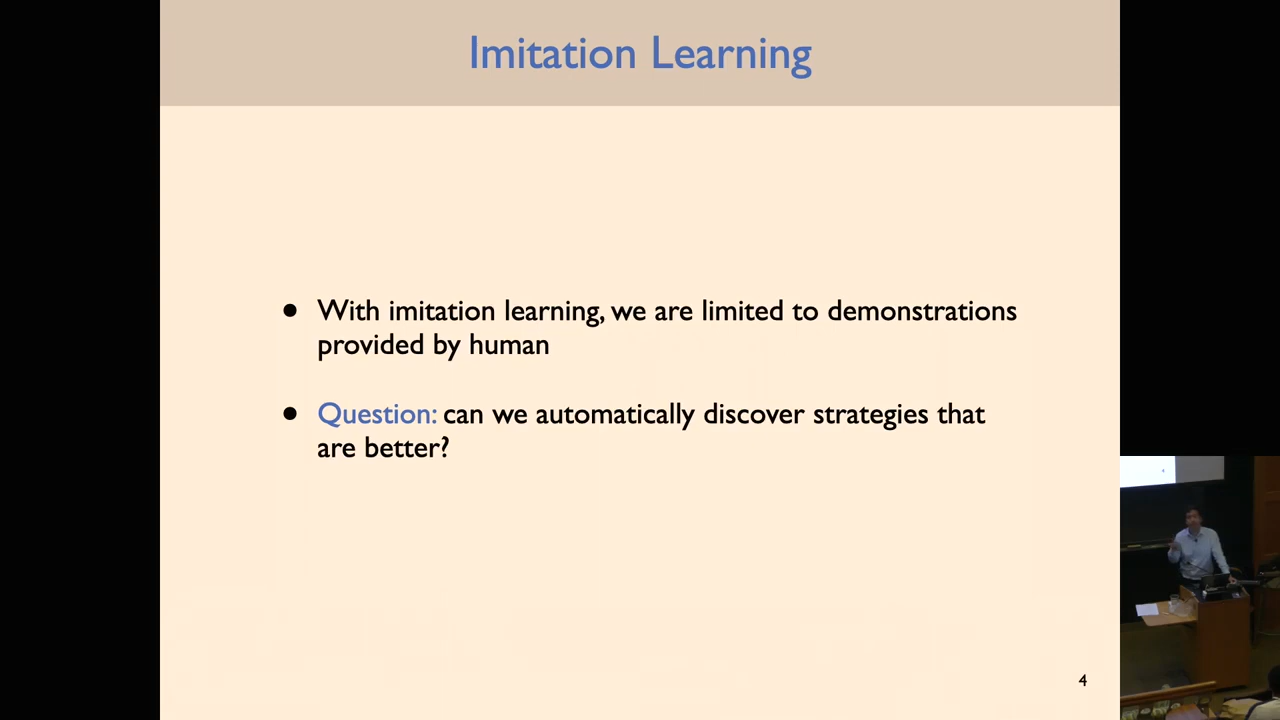 Imitation Learning
● With imitation learning, we are limited to demonstrations
provided by human
● Question: can we automatically discover strategies that
are better?
4